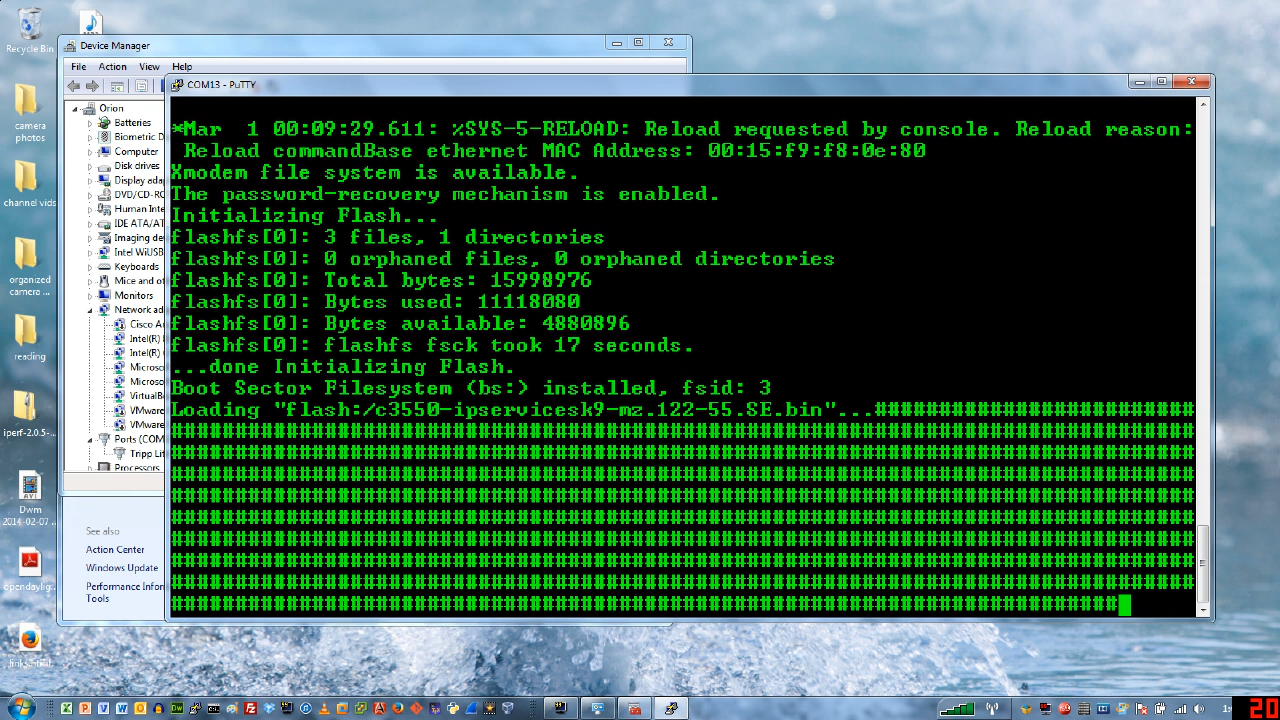 Recycle Bin
Device Manager
File Action View Help
COM13 - PuTTY
camera
photos
channel vids
organized
camera ...
reading
iperf-2.0.5-...
Dwm
2014-02-07 ...
opendaylig...
Orion
Batteries
Biometric D
Computer
Disk drives
Display adap
DVD/CD-RO
Human Inte
IDE ATA/AT
Imaging dev
Intel WiUSB
Keyboards
Mice and ot
Monitors
Network ad
Cisco A
Intel(R)
Intel(R)
Microso
Microso
VirtualB
VMware
VMware
Ports (COM
Tripp Lit
Processors
See also
Action Center
Windows Update
Performance Infor
Tools
*Mar  1 00:09:29.611: %SYS-5-RELOAD: Reload requested by console. Reload reason:
Reload commandBase ethernet MAC Address: 00:15:f9:f8:0e:80
Xmodem file system is available.
The password-recovery mechanism is enabled.
Initializing Flash...
flashfs[0]: 3 files, 1 directories
flashfs[0]: 0 orphaned files, 0 orphaned directories
flashfs[0]: Total bytes: 15998976
flashfs[0]: Bytes used: 11118080
flashfs[0]: Bytes available: 4880896
flashfs[0]: flashfs fsck took 17 seconds.
...done Initializing Flash.
Boot Sector Filesystem (bs:) installed, fsid: 3
Loading "flash:/c3550-ipservicesk9-mz.122-55.SE.bin"...#########################
################################################################################
################################################################################
################################################################################
################################################################################
################################################################################
################################################################################
################################################################################
################################################################################
##########################################################################
20